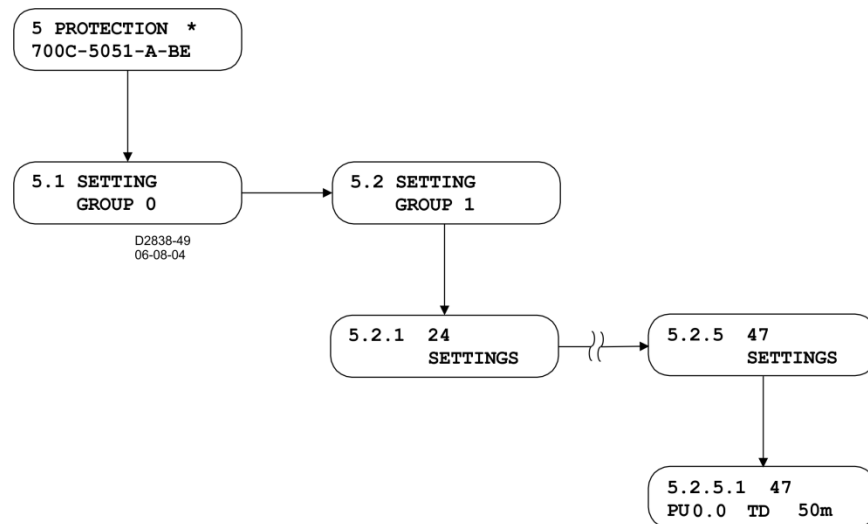 5 PROTECTION *
700C-5051-A-BE
5.1 SETTING
GROUP 0
5.2 SETTING
GROUP 1
D2838-49
06-08-04
5.2.1 24
SETTINGS
5.2.5 47
SETTINGS
5.2.5.1 47
PU0.0 TD 50m